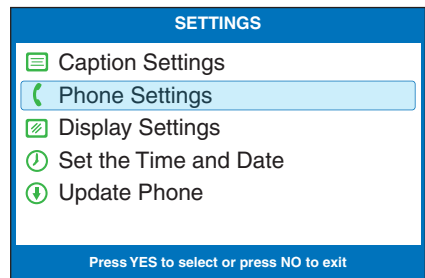 SETTINGS
Caption Settings
Phone Settings
Display Settings
Set the Time and Date
Update Phone
Press YES to select or press NO to exit